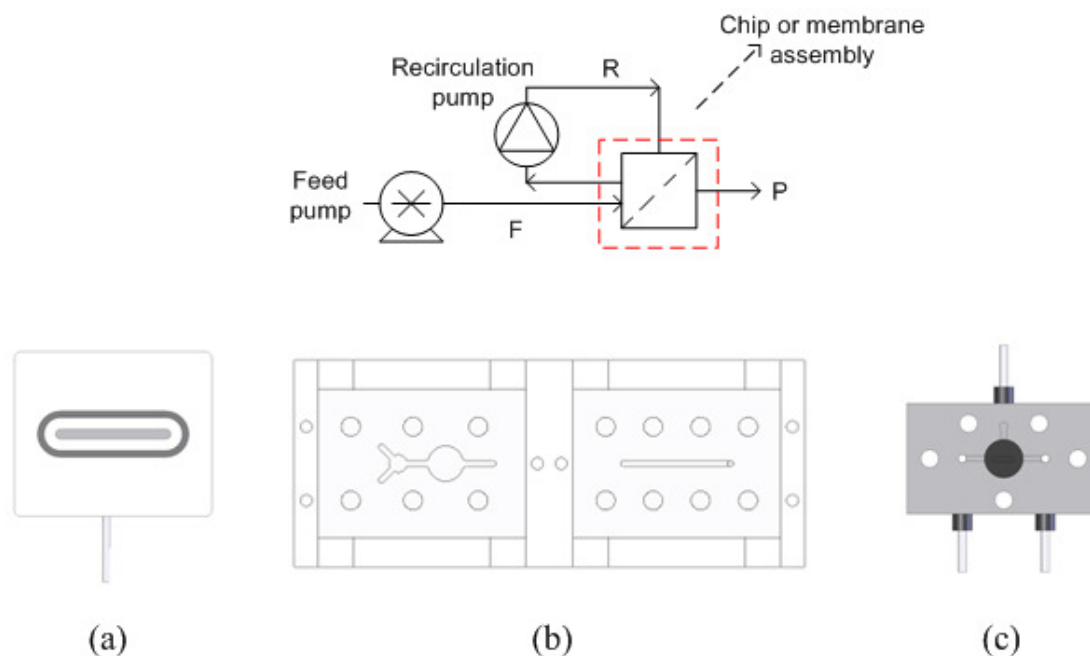 Chip or membrane
assembly
Recirculation
pump
R
Feed
pump
F
P
(a)
(b)
(c)